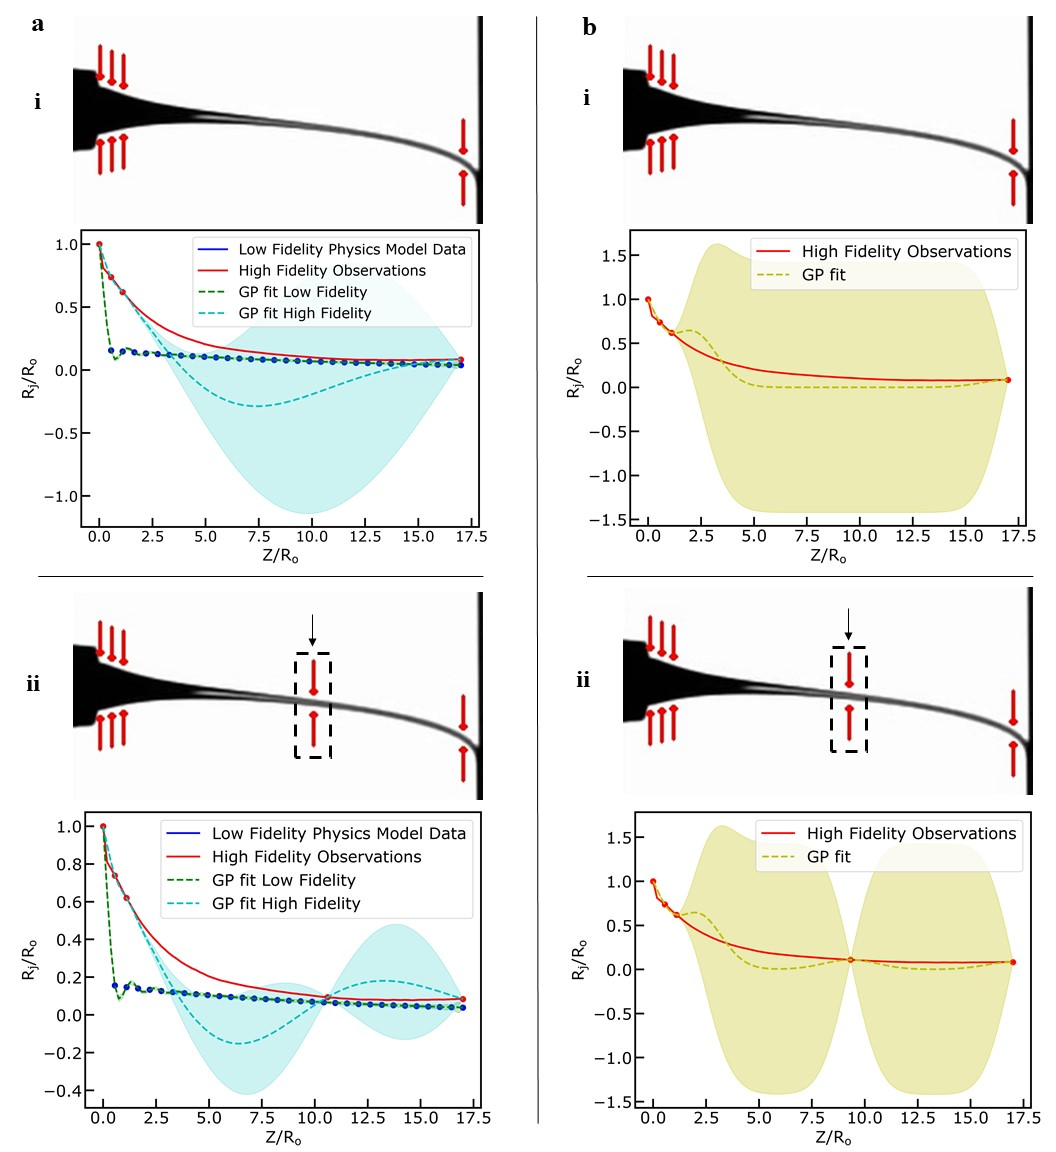 a
i
Low Fidelity Physics Model Data
High Fidelity Observations
GP fit Low Fidelity
GP fit High Fidelity
1.0
0.5
0.0
−0.5
−1.0
Rj/Ro
0.0 2.5 5.0 7.5 10.0 12.5 15.0 17.5
Z/Ro
ii
Low Fidelity Physics Model Data
High Fidelity Observations
GP fit Low Fidelity
GP fit High Fidelity
1.0
0.8
0.6
0.4
0.2
0.0
−0.2
−0.4
Rj/Ro
0.0 2.5 5.0 7.5 10.0 12.5 15.0 17.5
Z/Ro
b
i
High Fidelity Observations
GP fit
1.5
1.0
0.5
0.0
−0.5
−1.0
−1.5
Rj/Ro
0.0 2.5 5.0 7.5 10.0 12.5 15.0 17.5
Z/Ro
ii
High Fidelity Observations
GP fit
1.5
1.0
0.5
0.0
−0.5
−1.0
−1.5
Rj/Ro
0.0 2.5 5.0 7.5 10.0 12.5 15.0 17.5
Z/Ro